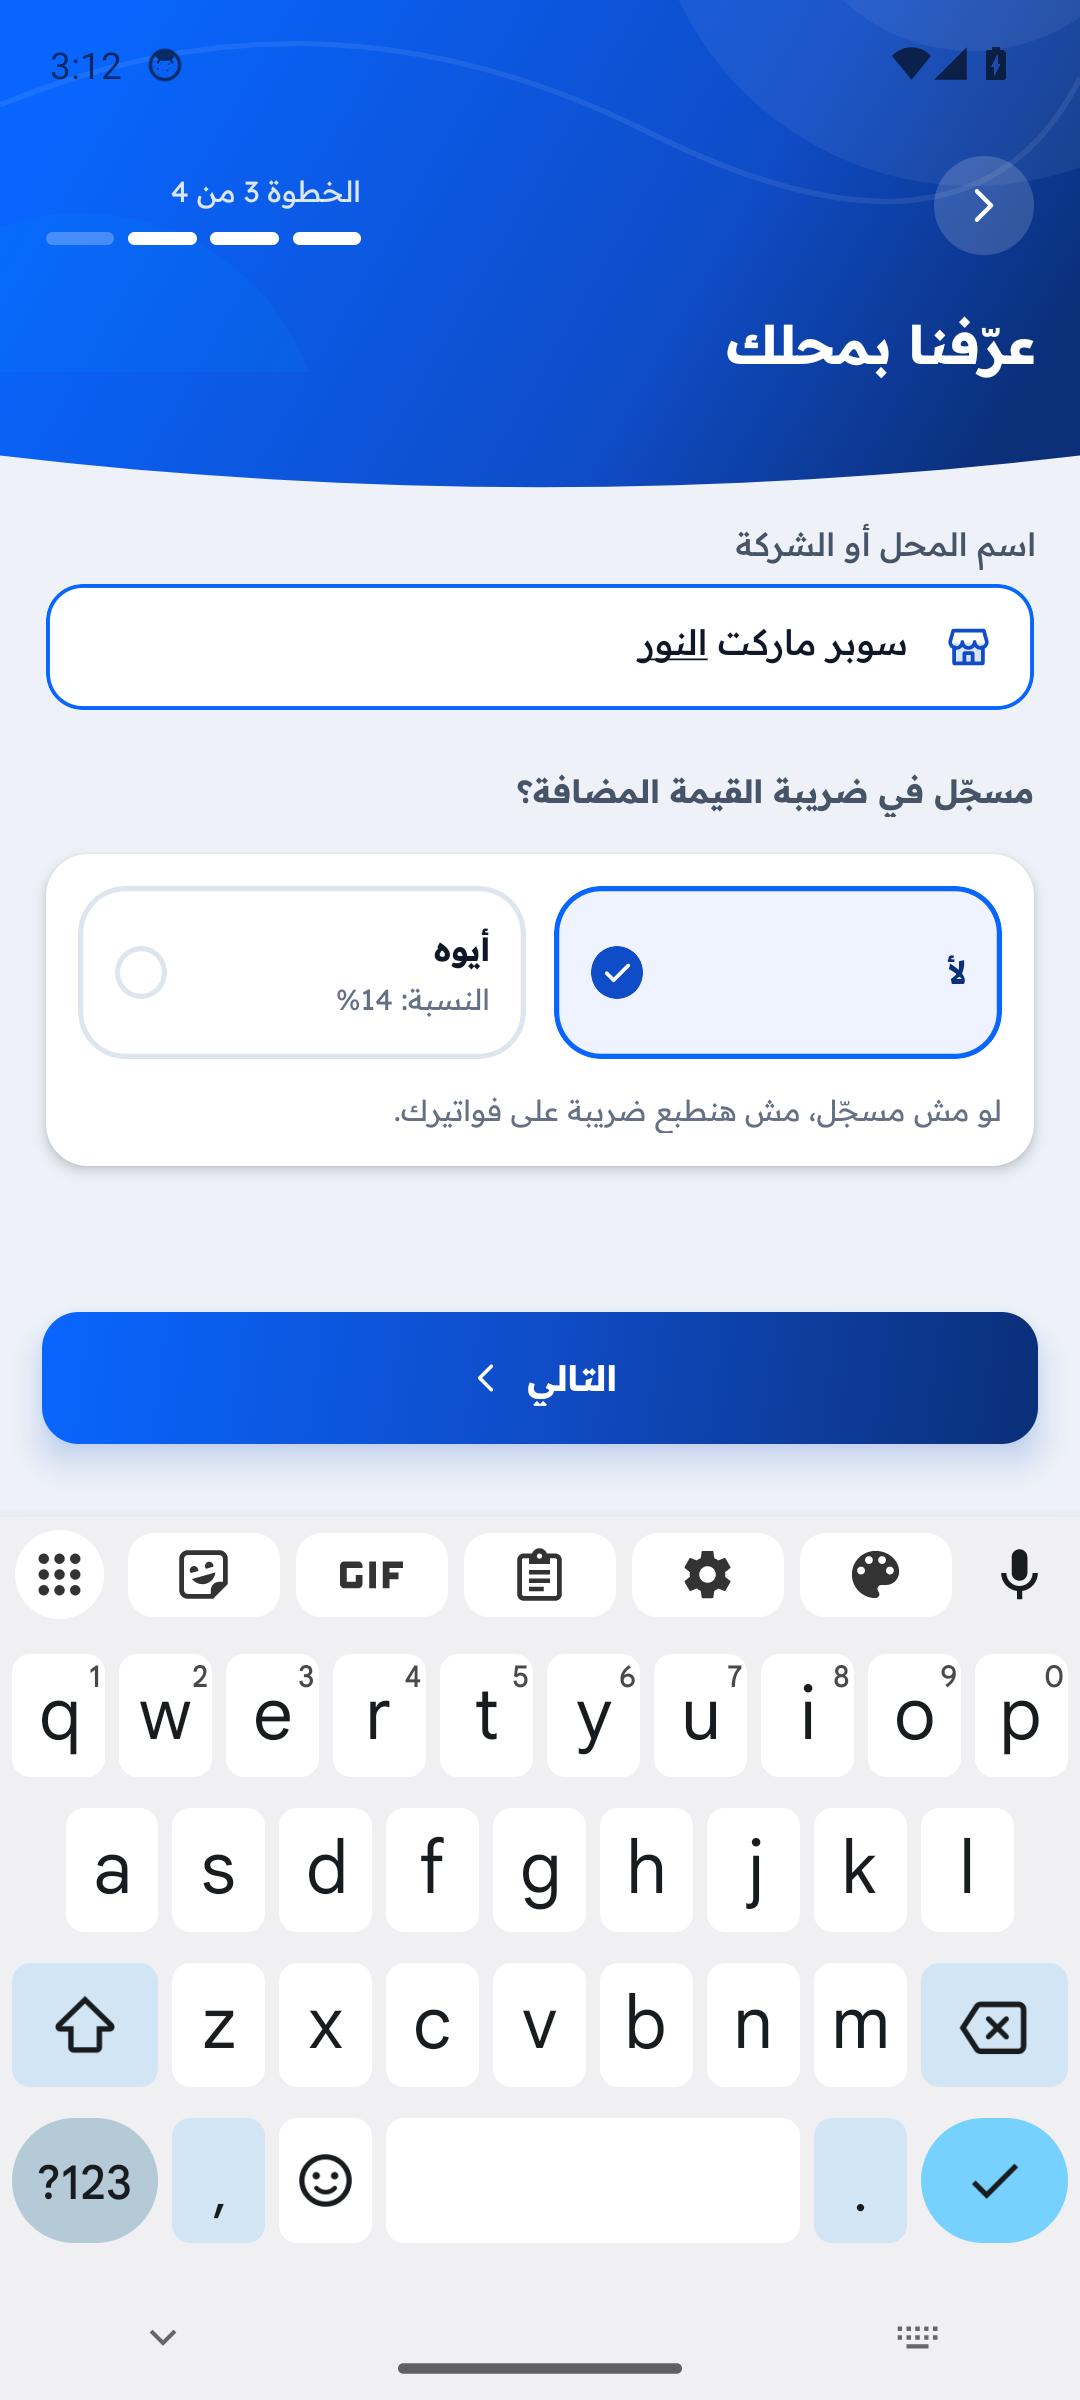 3:12
الخطوة 3 من 4
عرّفنا بمحلك
اسم المحل أو الشركة
سوبر ماركت النور
مسجّل في ضريبة القيمة المضافة؟
لأ
أيوه
النسبة: 14%
لو مش مسجّل، مش هنطبع ضريبة على فواتيرك.
التالي
GIF
q 1 w 2 e 3 r 4 t 5 y 6 u 7 i 8 o 9 p 0
a s d f g h j k l
z x c v b n m
?123 , .